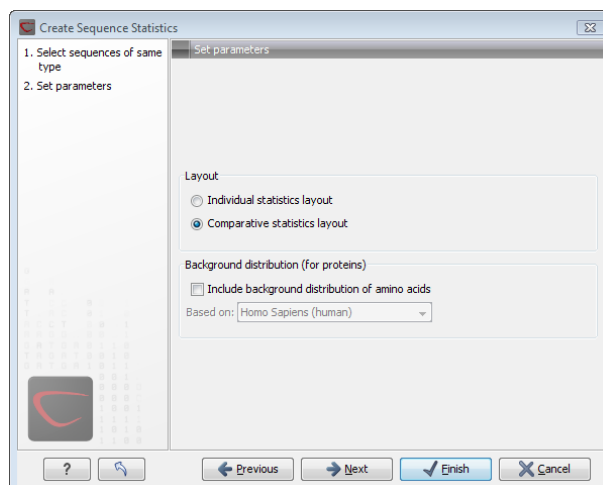 Create Sequence Statistics
1. Select sequences of same
type
2. Set parameters
Set parameters
Layout
Individual statistics layout
Comparative statistics layout
Background distribution (for proteins)
Include background distribution of amino acids
Based on: Homo Sapiens (human)
? Previous Next Finish Cancel